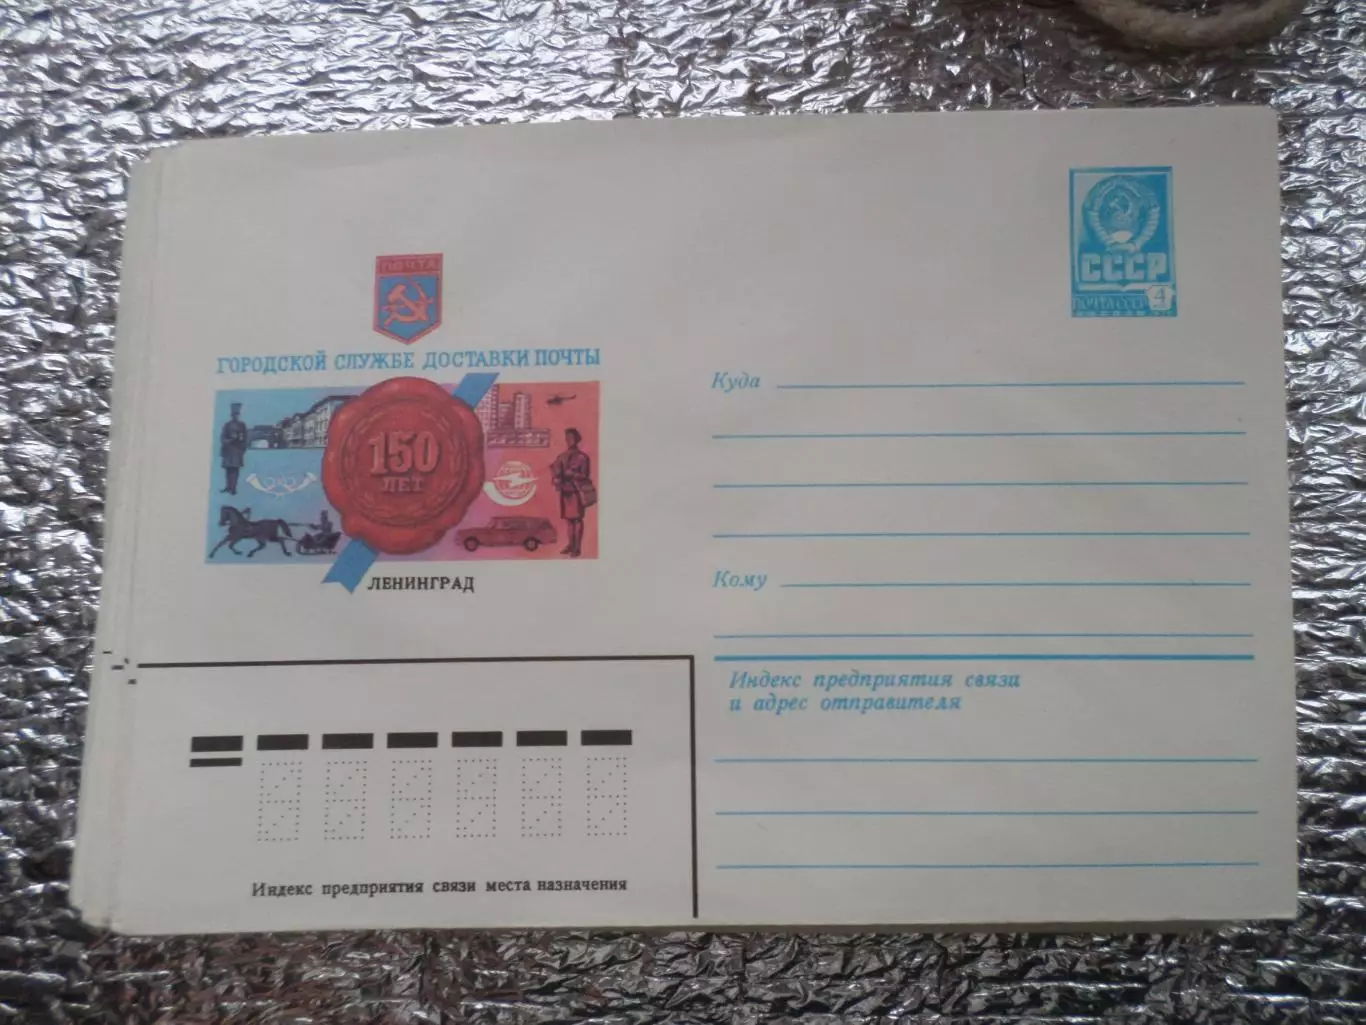 ПОЧТА
ГОРОДСКОЙ СЛУЖБЕ ДОСТАВКИ ПОЧТЫ
150
ЛЕТ
ЛЕНИНГРАД
СССР
ПОЧТА СССР 4
Куда
Кому
Индекс предприятия связи
и адрес отправителя
Индекс предприятия связи места назначения